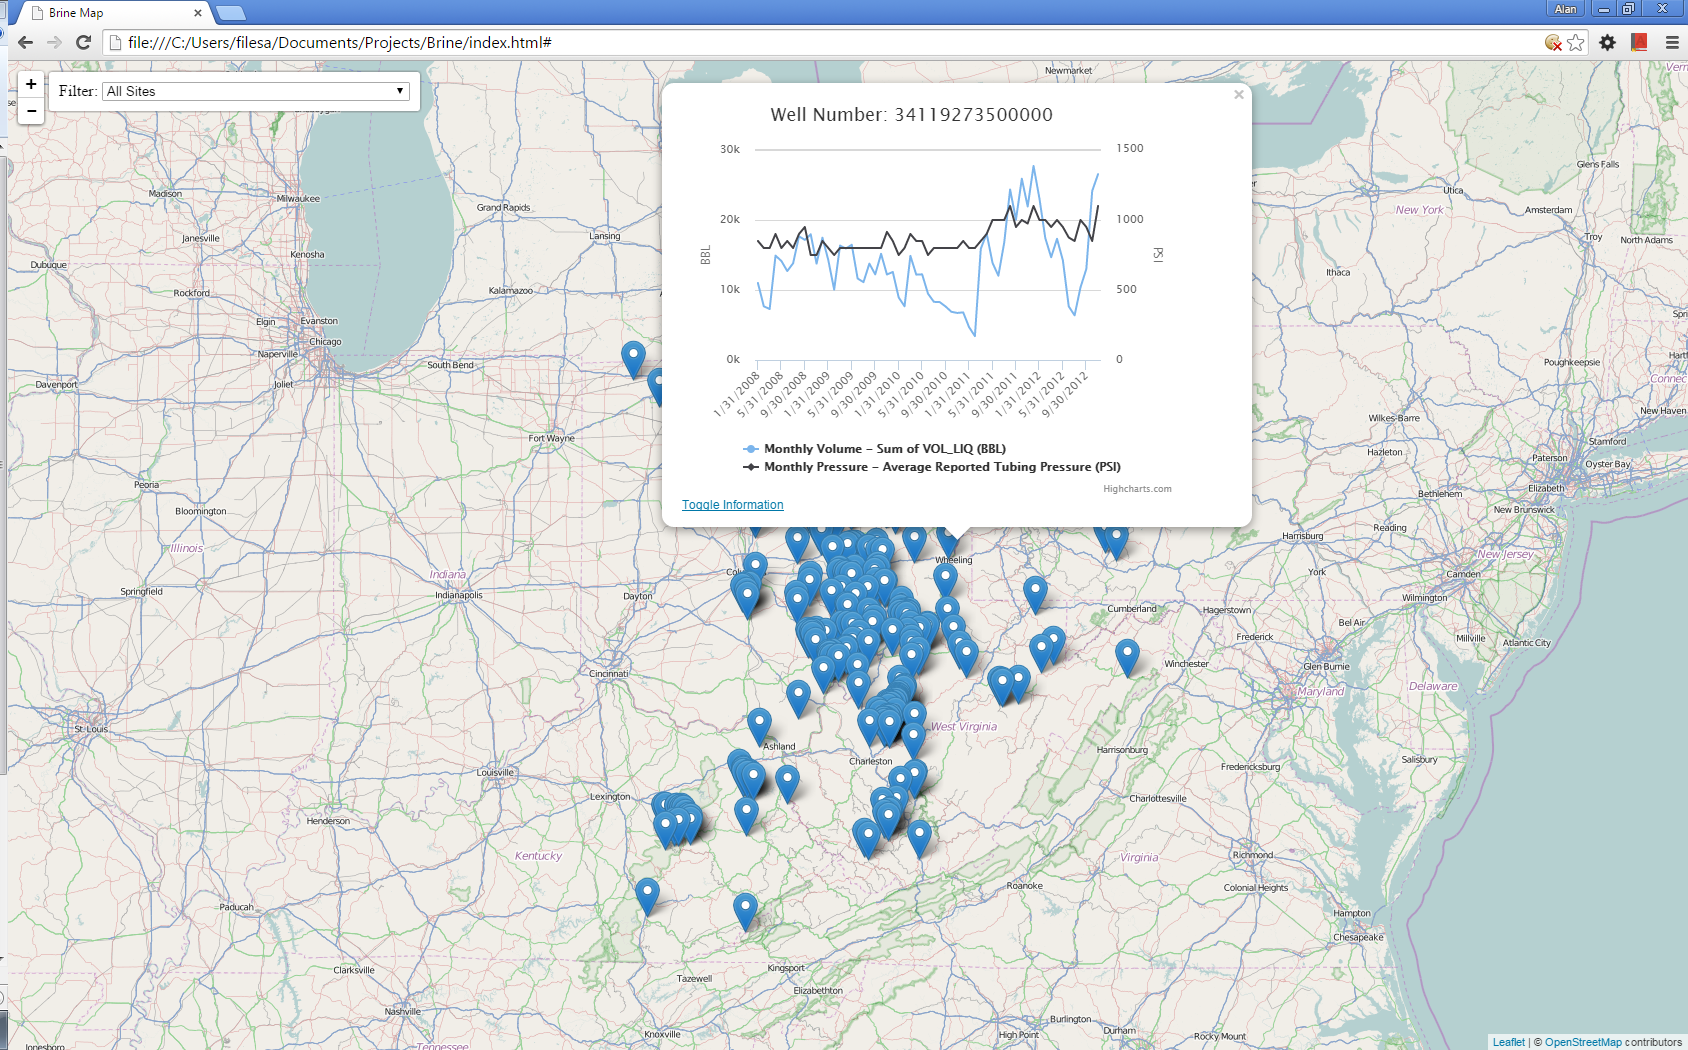 Brine Map
Alan
file:///C:/Users/filesa/Documents/Projects/Brine/index.html#
+
−
Filter: All Sites
Newmarket
Well Number: 34119273500000
30k
20k
10k
0k
BBL
1500
1000
500
0
PSI
1/31/2008
5/31/2008
9/30/2008
1/31/2009
5/31/2009
9/30/2009
1/31/2010
5/31/2010
9/30/2010
1/31/2011
5/31/2011
9/30/2011
1/31/2012
5/31/2012
9/30/2012
Monthly Volume – Sum of VOL_LIQ (BBL)
Monthly Pressure – Average Reported Tubing Pressure (PSI)
Highcharts.com
Toggle Information
Glens Falls
Utica
New York
Amsterdam
Troy
North Adams
Ithaca
Madison
Milwaukee
Grand Rapids
Janesville
Lansing
Kenosha
Dubuque
Rockford
Kalamazoo
Elgin
Evanston
Chicago
Naperville
Joliet
South Bend
Davenport
Poughkeepsie
Wilkes-Barre
New Haven
Hazleton
Stamford
Paterson
Oyster Bay
Fort Wayne
Peoria
Bethlehem
Elizabeth
Bloomington
New Brunswick
Reading
Harrisburg
Illinois
Wheeling
New Jersey
Indiana
York
Camden
Springfield
Indianapolis
Dayton
Wilmington
Cumberland
Hagerstown
Bel Air
Frederick
Millville
Atlantic City
Winchester
Glen Burnie
Cincinnati
Maryland
Delaware
St. Louis
West Virginia
Ashland
Harrisonburg
Charleston
Fredericksburg
Salisbury
Louisville
Lexington
Charlottesville
Henderson
Kentucky
Virginia
Richmond
Roanoke
Colonial Heights
Paducah
Hampton
Chesapeake
Clarksville
Tazewell
Kingsport
Elizabethton
Nashville
Knoxville
Burlington
High Point
Durham
Rocky Mount
Jonesboro
Tennessee
Leaflet | © OpenStreetMap contributors